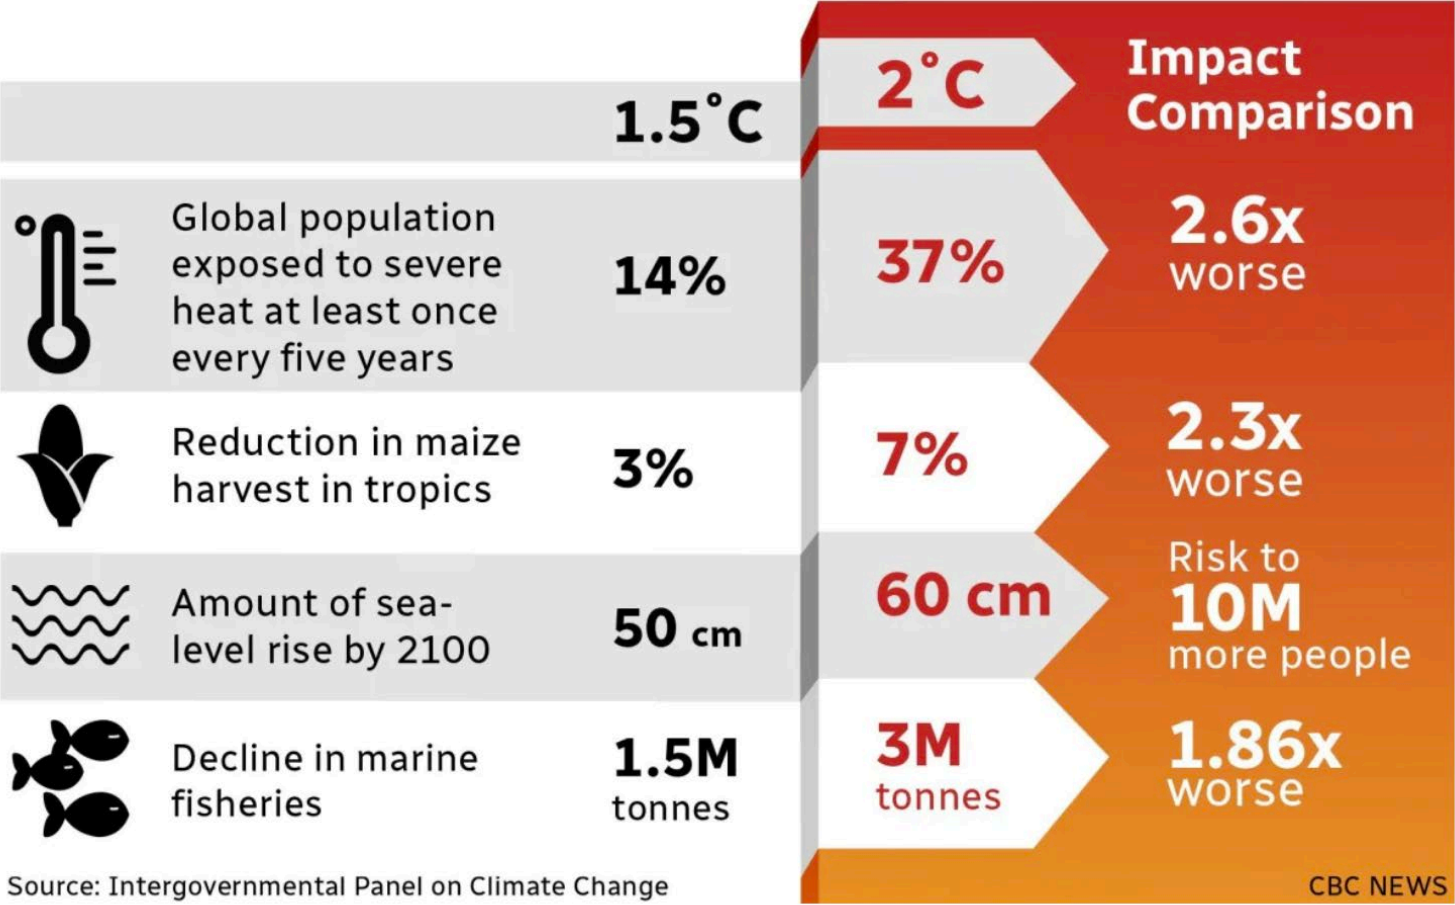 1.5°C
2°C
Impact
Comparison
Global population
exposed to severe
heat at least once
every five years
14%
37%
2.6x
worse
Reduction in maize
harvest in tropics
3%
7%
2.3x
worse
Amount of sea-
level rise by 2100
50 cm
60 cm
Risk to
10M
more people
Decline in marine
fisheries
1.5M
tonnes
3M
tonnes
1.86x
worse
Source: Intergovernmental Panel on Climate Change
CBC NEWS